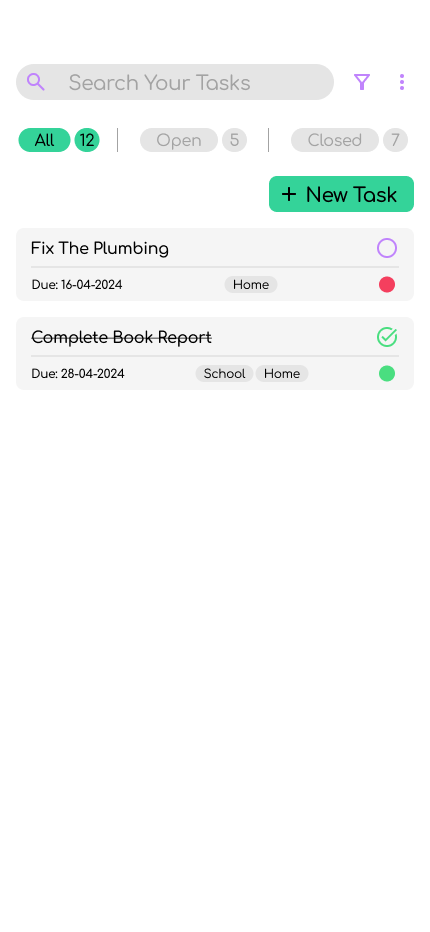 Search Your Tasks
All 12 Open 5 Closed 7
+ New Task
Fix The Plumbing
Due: 16-04-2024 Home
Complete Book Report
Due: 28-04-2024 School Home